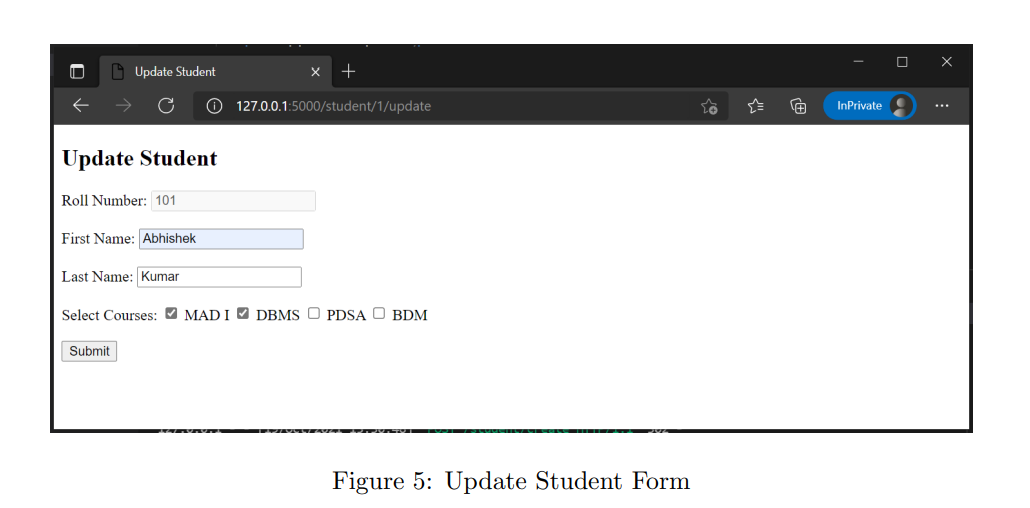 Update Student
127.0.0.1:5000/student/1/update
InPrivate
Update Student
Roll Number: 101
First Name: Abhishek
Last Name: Kumar
Select Courses: MAD I DBMS PDSA BDM
Submit
Figure 5: Update Student Form